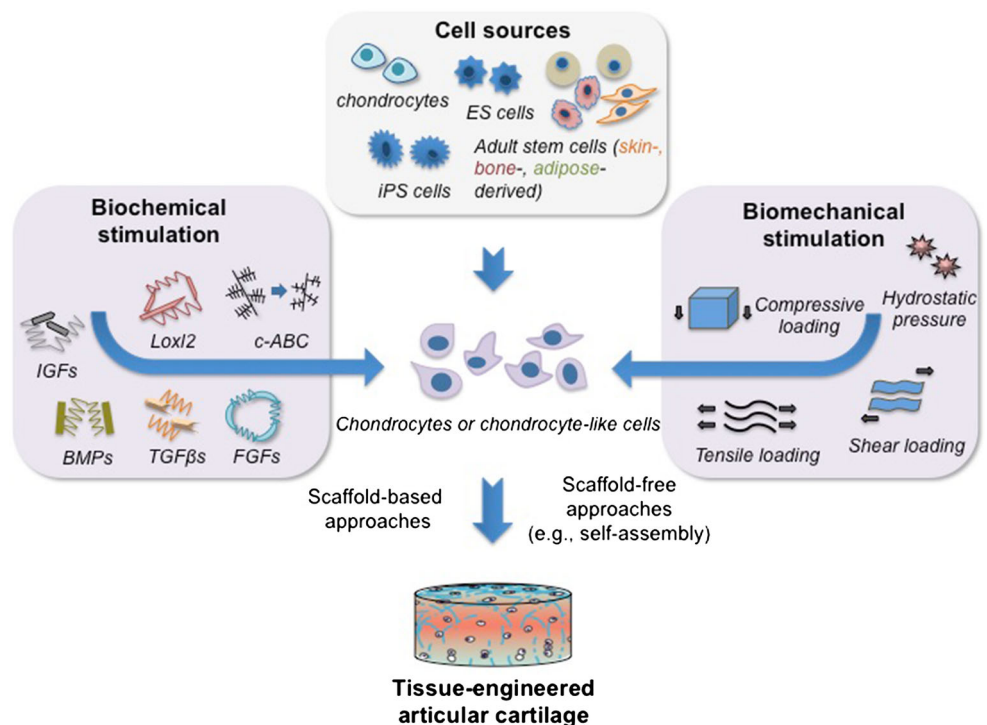 Cell sources
chondrocytes
ES cells
iPS cells
Adult stem cells (skin-,
bone-, adipose-
derived)
Biochemical
stimulation
IGFs
Loxl2
c-ABC
BMPs
TGFβs
FGFs
Biomechanical
stimulation
Compressive
loading
Hydrostatic
pressure
Tensile loading
Shear loading
Chondrocytes or chondrocyte-like cells
Scaffold-based
approaches
Scaffold-free
approaches
(e.g., self-assembly)
Tissue-engineered
articular cartilage